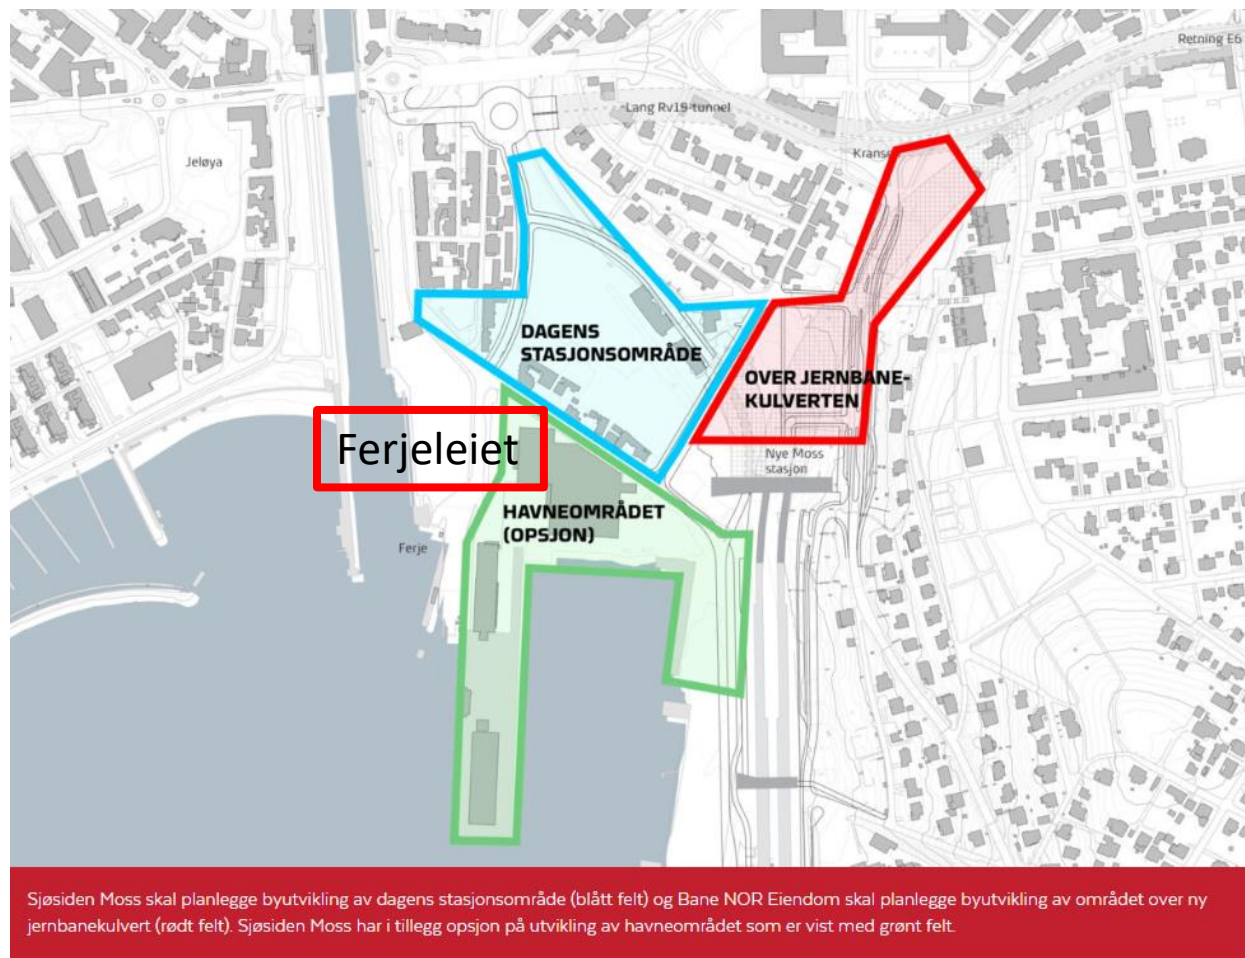 Retning E6
Lang Rv19-tunnel
Jeløya
DAGENS
STASJONSOMRÅDE
OVER JERNBANE-
KULVERTEN
Ferjeleiet
Nye Moss
stasjon
HAVNEOMRÅDET
(OPSJON)
Ferje
Sjøsiden Moss skal planlegge byutvikling av dagens stasjonsområde (blått felt) og Bane NOR Eiendom skal planlegge byutvikling av området over ny
jernbanekulvert (rødt felt). Sjøsiden Moss har i tillegg opsjon på utvikling av havneområdet som er vist med grønt felt.